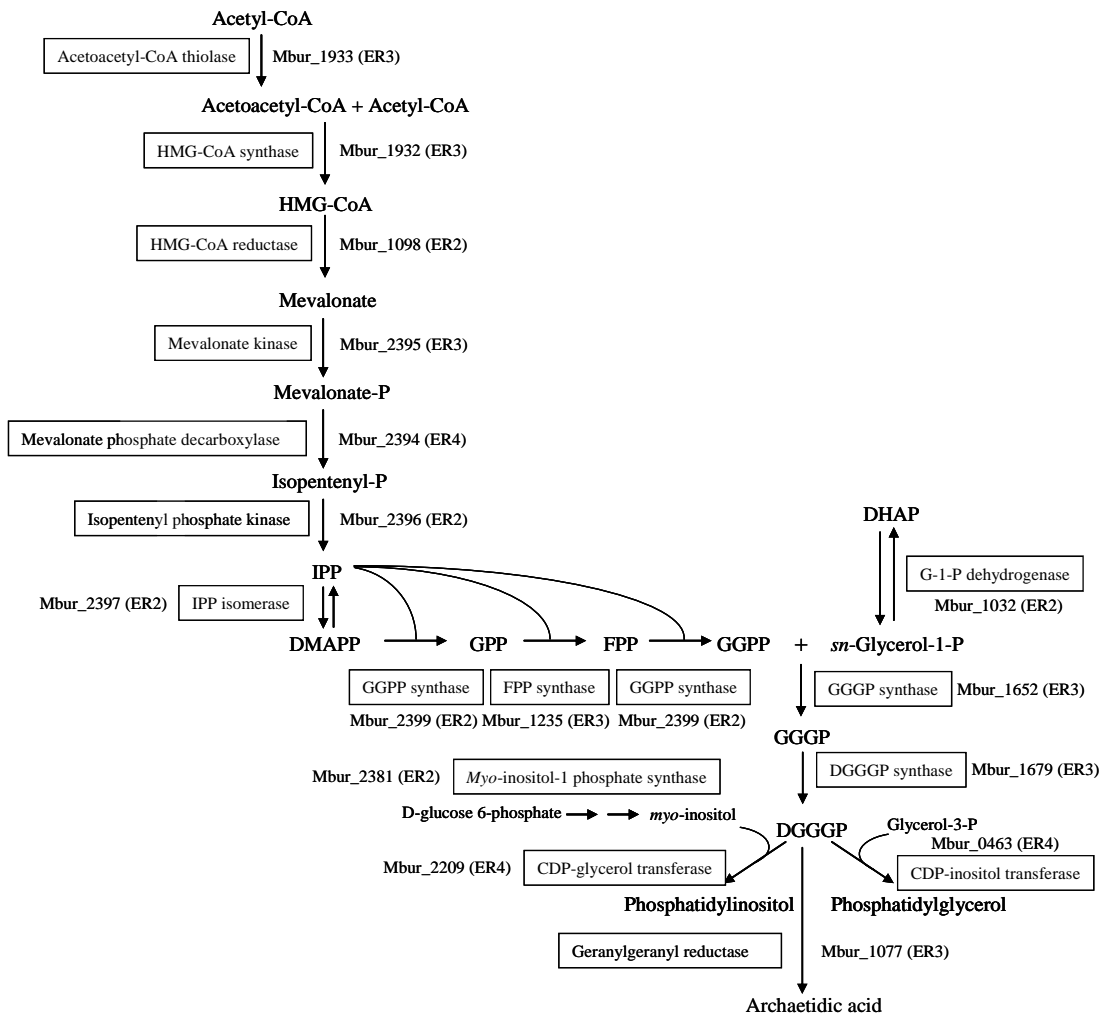 Acetyl-CoA
Acetoacetyl-CoA thiolase
Mbur_1933 (ER3)
Acetoacetyl-CoA + Acetyl-CoA
HMG-CoA synthase
Mbur_1932 (ER3)
HMG-CoA
HMG-CoA reductase
Mbur_1098 (ER2)
Mevalonate
Mevalonate kinase
Mbur_2395 (ER3)
Mevalonate-P
Mevalonate phosphate decarboxylase
Mbur_2394 (ER4)
Isopentenyl-P
Isopentenyl phosphate kinase
Mbur_2396 (ER2)
DHAP
G-1-P dehydrogenase
Mbur_1032 (ER2)
IPP
Mbur_2397 (ER2)
IPP isomerase
DMAPP
GPP
FPP
GGPP
+
sn-Glycerol-1-P
GGPP synthase
FPP synthase
GGPP synthase
Mbur_2399 (ER2)
Mbur_1235 (ER3)
Mbur_2399 (ER2)
GGGP synthase
Mbur_1652 (ER3)
GGGP
DGGGP synthase
Mbur_1679 (ER3)
Mbur_2381 (ER2)
Myo-inositol-1 phosphate synthase
D-glucose 6-phosphate
myo-inositol
DGGGP
Glycerol-3-P
Mbur_0463 (ER4)
Mbur_2209 (ER4)
CDP-glycerol transferase
CDP-inositol transferase
Phosphatidylinositol
Phosphatidylglycerol
Geranylgeranyl reductase
Mbur_1077 (ER3)
Archaetidic acid